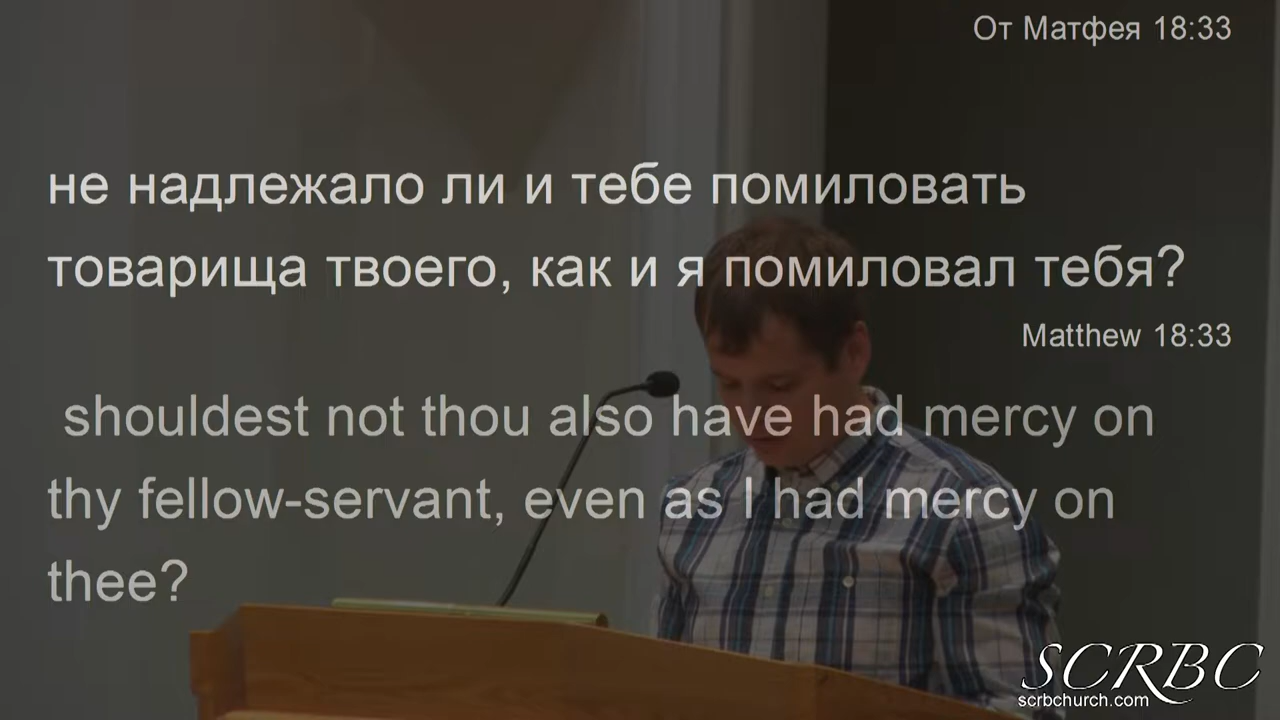 От Матфея 18:33
не надлежало ли и тебе помиловать
товарища твоего, как и я помиловал тебя?
Matthew 18:33
shouldest not thou also have had mercy on
thy fellow-servant, even as I had mercy on
thee?
SCRBC
scrbchurch.com